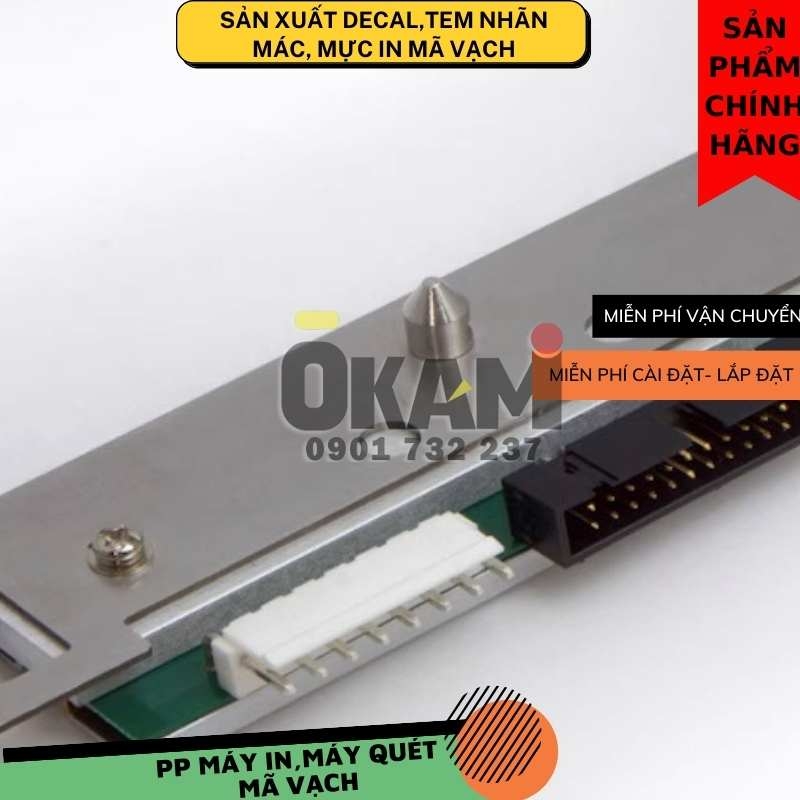 SẢN XUẤT DECAL,TEM NHÃN
MÁC, MỰC IN MÃ VẠCH
SẢN
PHẨM
CHÍNH
HÃNG
MIỄN PHÍ VẬN CHUYỂN
MIỄN PHÍ CÀI ĐẶT- LẮP ĐẶT
OKAM
0901 732 237
PP MÁY IN,MÁY QUÉT
MÃ VẠCH